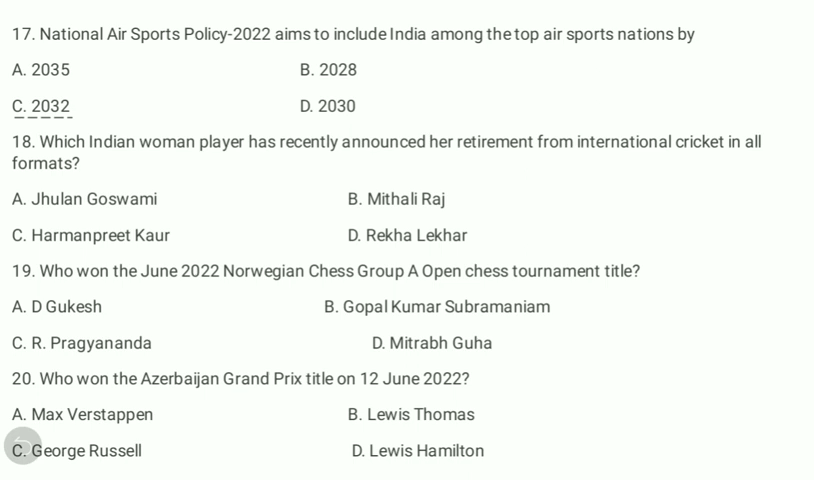 17. National Air Sports Policy-2022 aims to include India among the top air sports nations by
A. 2035 B. 2028
C. 2032 D. 2030
18. Which Indian woman player has recently announced her retirement from international cricket in all
formats?
A. Jhulan Goswami B. Mithali Raj
C. Harmanpreet Kaur D. Rekha Lekhar
19. Who won the June 2022 Norwegian Chess Group A Open chess tournament title?
A. D Gukesh B. Gopal Kumar Subramaniam
C. R. Pragyananda D. Mitrabh Guha
20. Who won the Azerbaijan Grand Prix title on 12 June 2022?
A. Max Verstappen B. Lewis Thomas
C. George Russell D. Lewis Hamilton